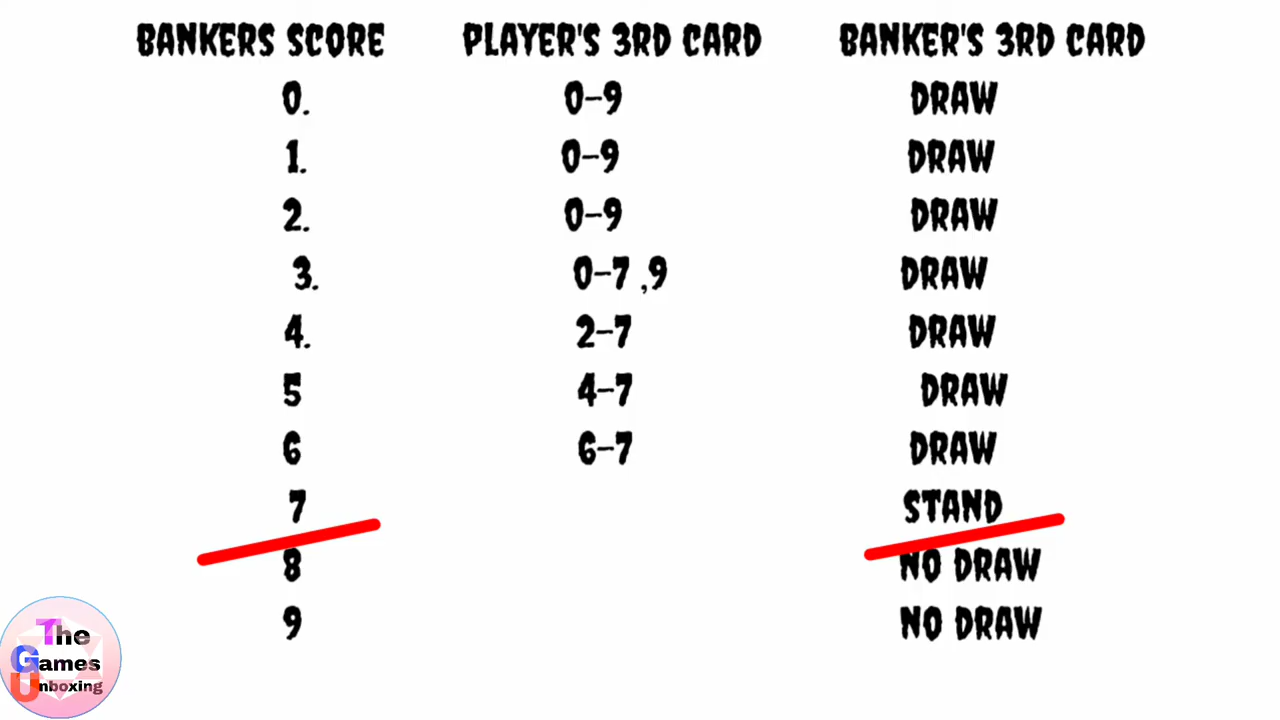 BANKERS SCORE PLAYER'S 3RD CARD BANKER'S 3RD CARD
0. 0-9 DRAW
1. 0-9 DRAW
2. 0-9 DRAW
3. 0-7 ,9 DRAW
4. 2-7 DRAW
5 4-7 DRAW
6 6-7 DRAW
7 STAND
8 NO DRAW
9 NO DRAW
The
Games
Unboxing